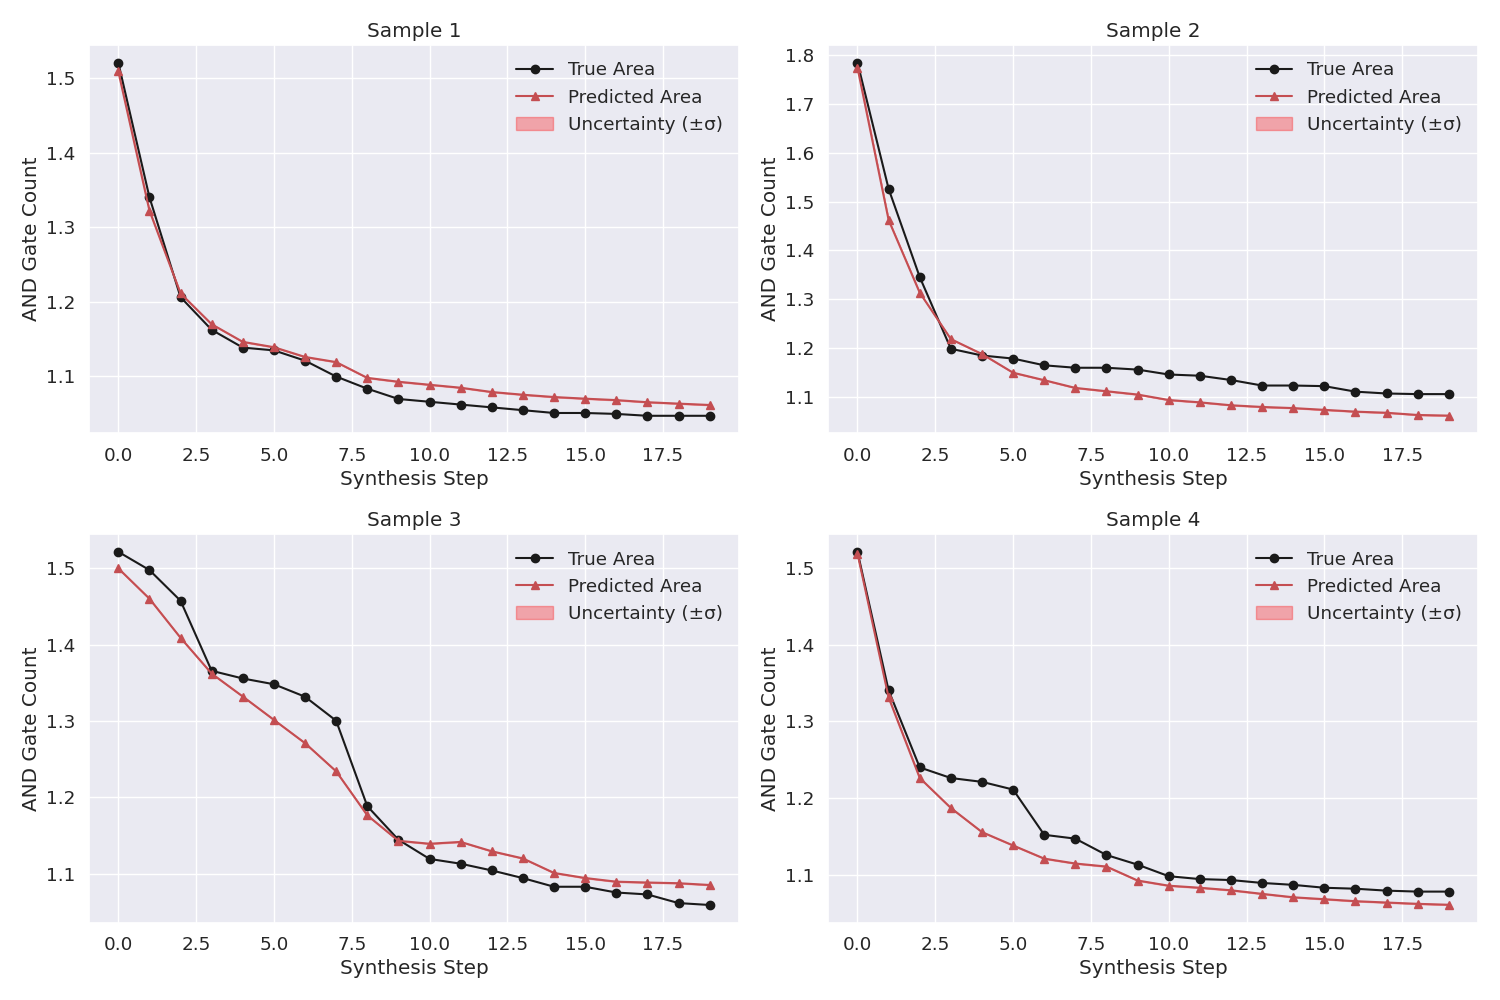 Sample 1
AND Gate Count
1.5
1.4
1.3
1.2
1.1
True Area
Predicted Area
Uncertainty (±σ)
0.0 2.5 5.0 7.5 10.0 12.5 15.0 17.5
Synthesis Step
Sample 2
AND Gate Count
1.8
1.7
1.6
1.5
1.4
1.3
1.2
1.1
True Area
Predicted Area
Uncertainty (±σ)
0.0 2.5 5.0 7.5 10.0 12.5 15.0 17.5
Synthesis Step
Sample 3
AND Gate Count
1.5
1.4
1.3
1.2
1.1
True Area
Predicted Area
Uncertainty (±σ)
0.0 2.5 5.0 7.5 10.0 12.5 15.0 17.5
Synthesis Step
Sample 4
AND Gate Count
1.5
1.4
1.3
1.2
1.1
True Area
Predicted Area
Uncertainty (±σ)
0.0 2.5 5.0 7.5 10.0 12.5 15.0 17.5
Synthesis Step